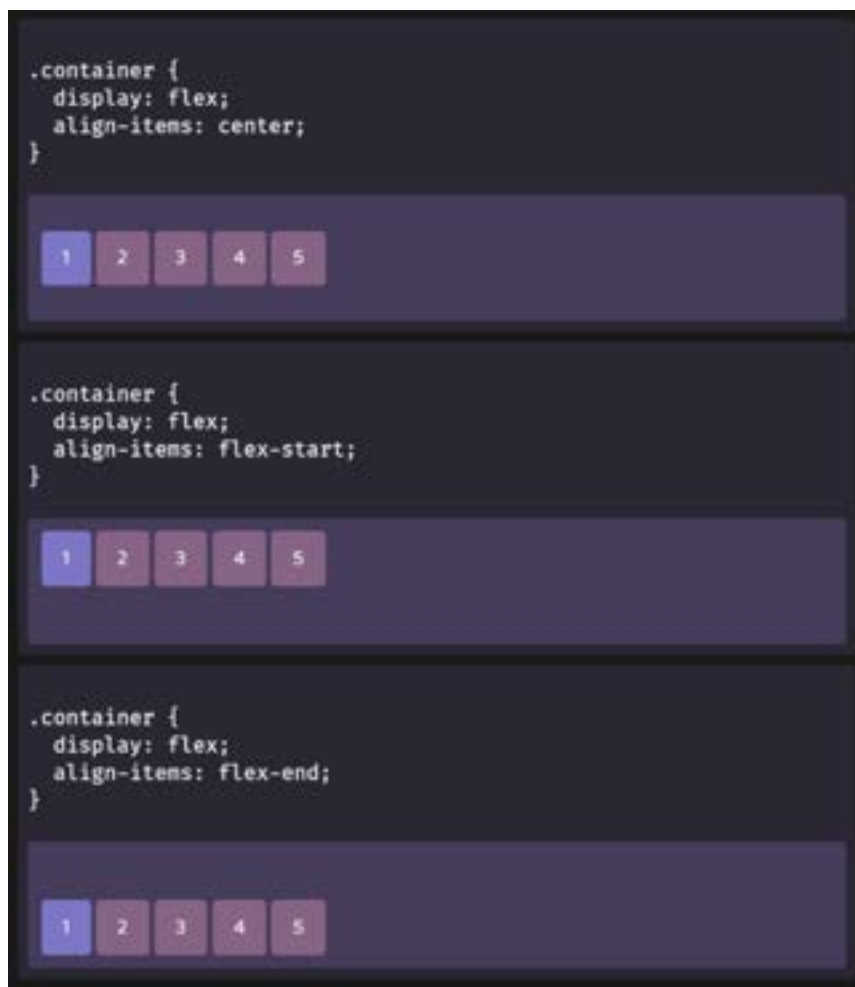 .container {
  display: flex;
  align-items: center;
}
1 2 3 4 5
.container {
  display: flex;
  align-items: flex-start;
}
1 2 3 4 5
.container {
  display: flex;
  align-items: flex-end;
}
1 2 3 4 5